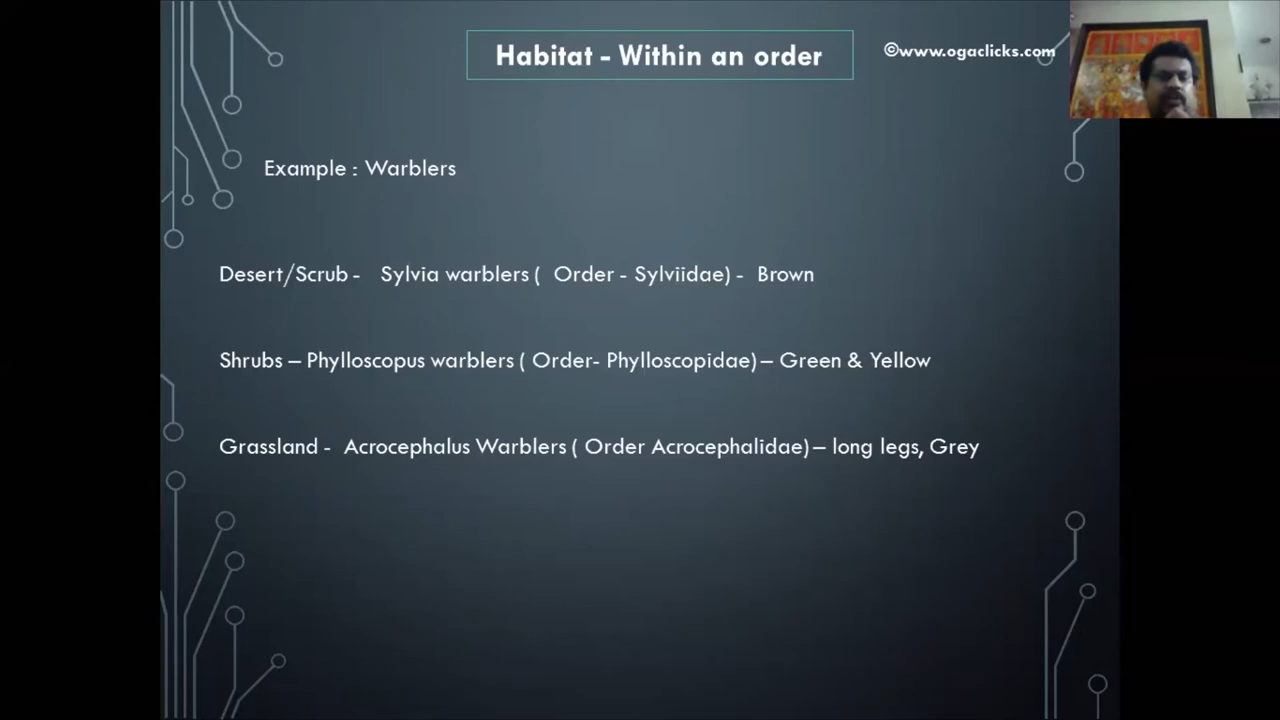 Habitat - Within an order
©www.ogaclicks.com
Example : Warblers
Desert/Scrub - Sylvia warblers ( Order - Sylviidae) - Brown
Shrubs – Phylloscopus warblers ( Order- Phylloscopidae) – Green & Yellow
Grassland - Acrocephalus Warblers ( Order Acrocephalidae) – long legs, Grey